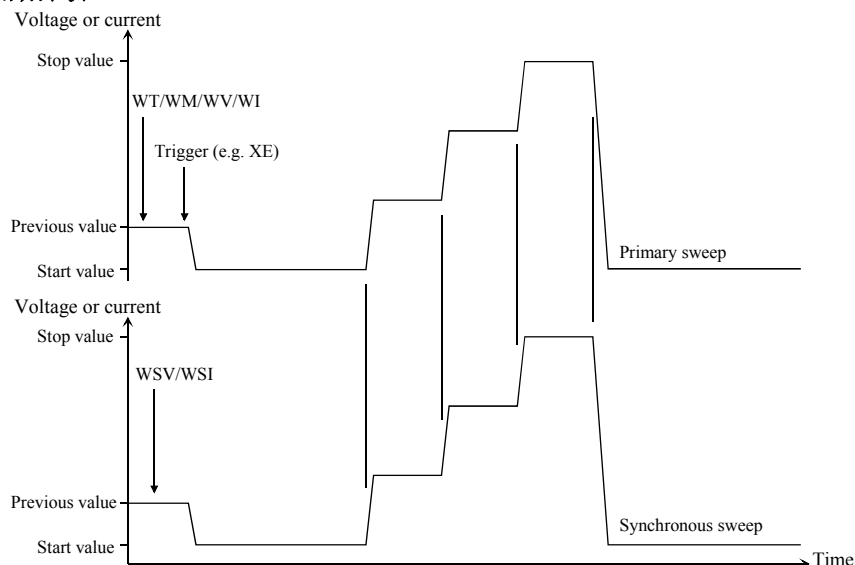 Voltage or current
Stop value
WT/WM/WV/WI
Trigger (e.g. XE)
Previous value
Start value
Primary sweep
Voltage or current
Stop value
WSV/WSI
Previous value
Start value
Synchronous sweep
Time